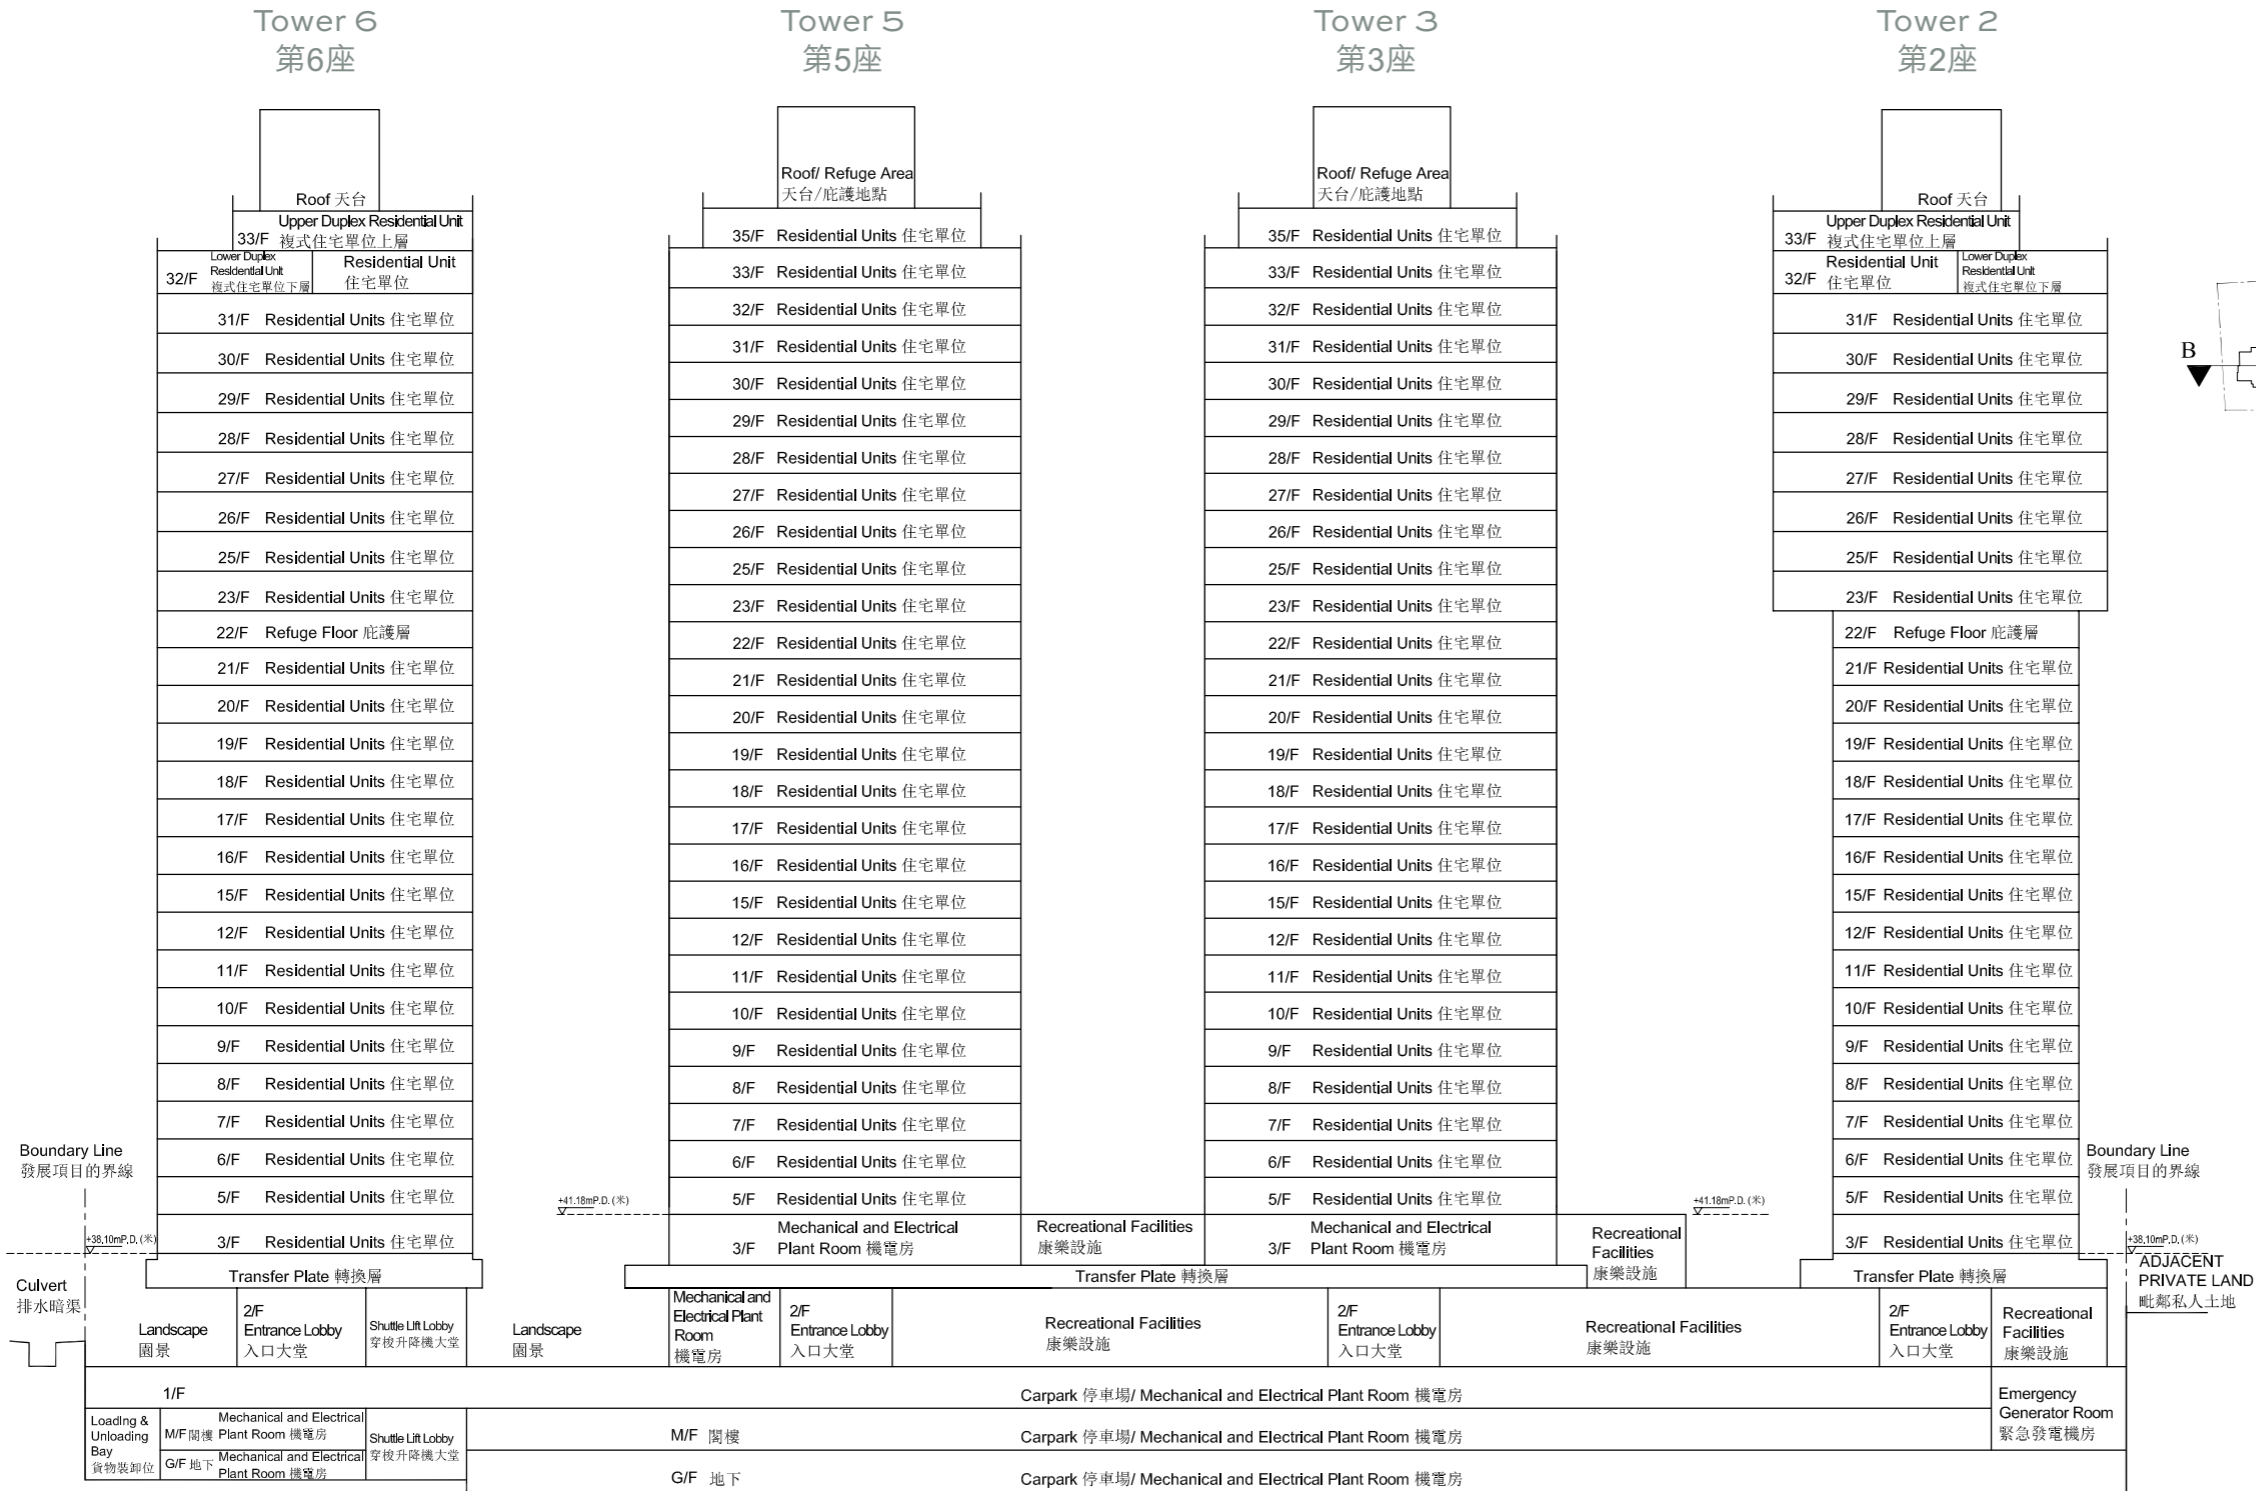 Tower 6
第6座
Roof 天台
33/F Upper Duplex Residential Unit
複式住宅單位上層
32/F Lower Duplex
Residential Unit
複式住宅單位下層
Residential Unit
住宅單位
31/F Residential Units 住宅單位
30/F Residential Units 住宅單位
29/F Residential Units 住宅單位
28/F Residential Units 住宅單位
27/F Residential Units 住宅單位
26/F Residential Units 住宅單位
25/F Residential Units 住宅單位
23/F Residential Units 住宅單位
22/F Refuge Floor 庇護層
21/F Residential Units 住宅單位
20/F Residential Units 住宅單位
19/F Residential Units 住宅單位
18/F Residential Units 住宅單位
17/F Residential Units 住宅單位
16/F Residential Units 住宅單位
15/F Residential Units 住宅單位
12/F Residential Units 住宅單位
11/F Residential Units 住宅單位
10/F Residential Units 住宅單位
9/F Residential Units 住宅單位
8/F Residential Units 住宅單位
7/F Residential Units 住宅單位
6/F Residential Units 住宅單位
5/F Residential Units 住宅單位
3/F Residential Units 住宅單位
Transfer Plate 轉換層
Boundary Line
發展項目的界線
+38.10mP.D.(米)
Culvert
排水暗渠
Landscape
園景
2/F
Entrance Lobby
入口大堂
Shuttle Lift Lobby
穿梭升降機大堂
Landscape
園景
Tower 5
第5座
Roof/ Refuge Area
天台/庇護地點
35/F Residential Units 住宅單位
33/F Residential Units 住宅單位
32/F Residential Units 住宅單位
31/F Residential Units 住宅單位
30/F Residential Units 住宅單位
29/F Residential Units 住宅單位
28/F Residential Units 住宅單位
27/F Residential Units 住宅單位
26/F Residential Units 住宅單位
25/F Residential Units 住宅單位
23/F Residential Units 住宅單位
22/F Residential Units 住宅單位
21/F Residential Units 住宅單位
20/F Residential Units 住宅單位
19/F Residential Units 住宅單位
18/F Residential Units 住宅單位
17/F Residential Units 住宅單位
16/F Residential Units 住宅單位
15/F Residential Units 住宅單位
12/F Residential Units 住宅單位
11/F Residential Units 住宅單位
10/F Residential Units 住宅單位
9/F Residential Units 住宅單位
8/F Residential Units 住宅單位
7/F Residential Units 住宅單位
6/F Residential Units 住宅單位
5/F Residential Units 住宅單位
+41.18mP.D.(米)
3/F Mechanical and Electrical
Plant Room 機電房
Recreational Facilities
康樂設施
Transfer Plate 轉換層
Mechanical and
Electrical Plant
Room
機電房
2/F
Entrance Lobby
入口大堂
Recreational Facilities
康樂設施
Tower 3
第3座
Roof/ Refuge Area
天台/庇護地點
35/F Residential Units 住宅單位
33/F Residential Units 住宅單位
32/F Residential Units 住宅單位
31/F Residential Units 住宅單位
30/F Residential Units 住宅單位
29/F Residential Units 住宅單位
28/F Residential Units 住宅單位
27/F Residential Units 住宅單位
26/F Residential Units 住宅單位
25/F Residential Units 住宅單位
23/F Residential Units 住宅單位
22/F Residential Units 住宅單位
21/F Residential Units 住宅單位
20/F Residential Units 住宅單位
19/F Residential Units 住宅單位
18/F Residential Units 住宅單位
17/F Residential Units 住宅單位
16/F Residential Units 住宅單位
15/F Residential Units 住宅單位
12/F Residential Units 住宅單位
11/F Residential Units 住宅單位
10/F Residential Units 住宅單位
9/F Residential Units 住宅單位
8/F Residential Units 住宅單位
7/F Residential Units 住宅單位
6/F Residential Units 住宅單位
5/F Residential Units 住宅單位
3/F Mechanical and Electrical
Plant Room 機電房
+41.18mP.D.(米)
Recreational
Facilities
康樂設施
2/F
Entrance Lobby
入口大堂
Recreational Facilities
康樂設施
Tower 2
第2座
Roof 天台
33/F Upper Duplex Residential Unit
複式住宅單位上層
32/F Residential Unit
住宅單位
Lower Duplex
Residential Unit
複式住宅單位下層
31/F Residential Units 住宅單位
30/F Residential Units 住宅單位
29/F Residential Units 住宅單位
28/F Residential Units 住宅單位
27/F Residential Units 住宅單位
26/F Residential Units 住宅單位
25/F Residential Units 住宅單位
23/F Residential Units 住宅單位
22/F Refuge Floor 庇護層
21/F Residential Units 住宅單位
20/F Residential Units 住宅單位
19/F Residential Units 住宅單位
18/F Residential Units 住宅單位
17/F Residential Units 住宅單位
16/F Residential Units 住宅單位
15/F Residential Units 住宅單位
12/F Residential Units 住宅單位
11/F Residential Units 住宅單位
10/F Residential Units 住宅單位
9/F Residential Units 住宅單位
8/F Residential Units 住宅單位
7/F Residential Units 住宅單位
6/F Residential Units 住宅單位
5/F Residential Units 住宅單位
3/F Residential Units 住宅單位
Transfer Plate 轉換層
2/F
Entrance Lobby
入口大堂
Recreational
Facilities
康樂設施
B
Boundary Line
發展項目的界線
+38.10mP.D.(米)
ADJACENT
PRIVATE LAND
毗鄰私人土地
1/F Carpark 停車場/ Mechanical and Electrical Plant Room 機電房
Emergency
Generator Room
緊急發電機房
Loading &
Unloading
Bay
貨物裝卸位
M/F 閣樓 Mechanical and Electrical
Plant Room 機電房
G/F 地下 Mechanical and Electrical
Plant Room 機電房
Shuttle Lift Lobby
穿梭升降機大堂
M/F 閣樓 Carpark 停車場/ Mechanical and Electrical Plant Room 機電房
G/F 地下 Carpark 停車場/ Mechanical and Electrical Plant Room 機電房